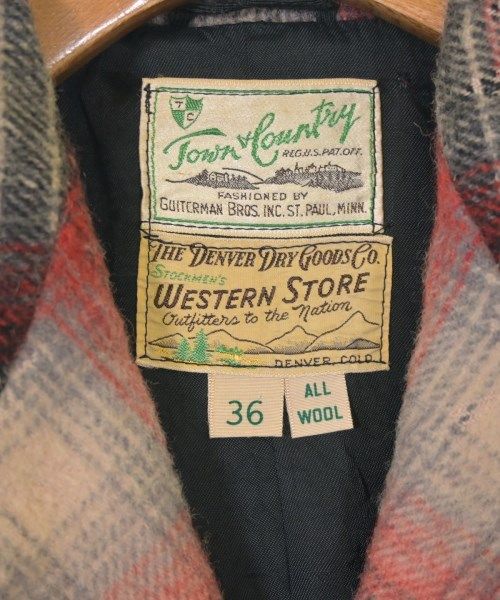 T C
Town & Country
REG.U.S.PAT.OFF.
FASHIONED BY
GUITERMAN BROS. INC. ST. PAUL, MINN.
THE DENVER DRY GOODS CO.
STOCKMEN'S
WESTERN STORE
Outfitters to the Nation
DENVER, COLO.
36
ALL
WOOL